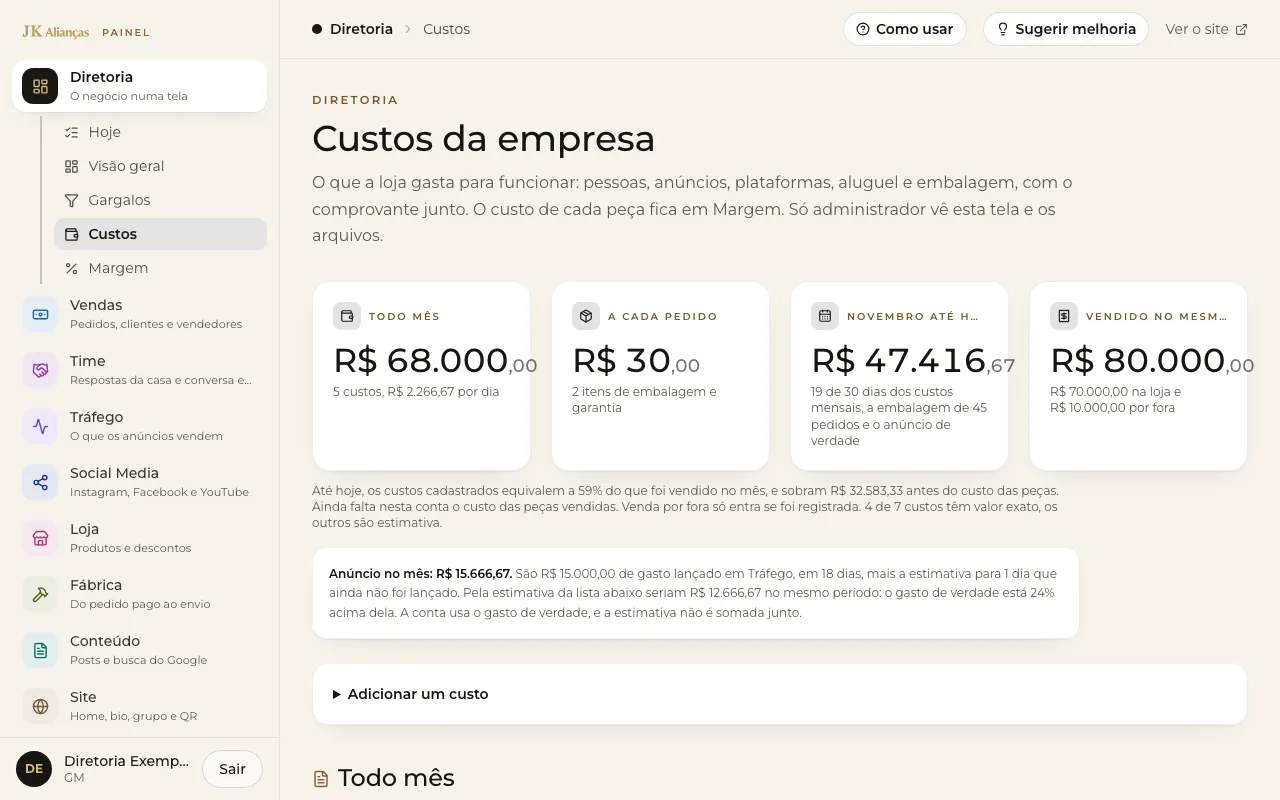 JK Alianças PAINEL
Diretoria
O negócio numa tela
Hoje
Visão geral
Gargalos
Custos
Margem
Vendas
Pedidos, clientes e vendedores
Time
Respostas da casa e conversa e...
Tráfego
O que os anúncios vendem
Social Media
Instagram, Facebook e YouTube
Loja
Produtos e descontos
Fábrica
Do pedido pago ao envio
Conteúdo
Posts e busca do Google
Site
Home, bio, grupo e QR
DE
Diretoria Exemp...
GM
Sair
Diretoria > Custos
Como usar
Sugerir melhoria
Ver o site
DIRETORIA
Custos da empresa
O que a loja gasta para funcionar: pessoas, anúncios, plataformas, aluguel e embalagem, com o
comprovante junto. O custo de cada peça fica em Margem. Só administrador vê esta tela e os
arquivos.
TODO MÊS
R$ 68.000,00
5 custos, R$ 2.266,67 por dia
A CADA PEDIDO
R$ 30,00
2 itens de embalagem e
garantia
NOVEMBRO ATÉ H...
R$ 47.416,67
19 de 30 dias dos custos
mensais, a embalagem de 45
pedidos e o anúncio de
verdade
VENDIDO NO MESM...
R$ 80.000,00
R$ 70.000,00 na loja e
R$ 10.000,00 por fora
Até hoje, os custos cadastrados equivalem a 59% do que foi vendido no mês, e sobram R$ 32.583,33 antes do custo das peças.
Ainda falta nesta conta o custo das peças vendidas. Venda por fora só entra se foi registrada. 4 de 7 custos têm valor exato, os
outros são estimativa.
Anúncio no mês: R$ 15.666,67. São R$ 15.000,00 de gasto lançado em Tráfego, em 18 dias, mais a estimativa para 1 dia que
ainda não foi lançado. Pela estimativa da lista abaixo seriam R$ 12.666,67 no mesmo período: o gasto de verdade está 24%
acima dela. A conta usa o gasto de verdade, e a estimativa não é somada junto.
Adicionar um custo
Todo mês